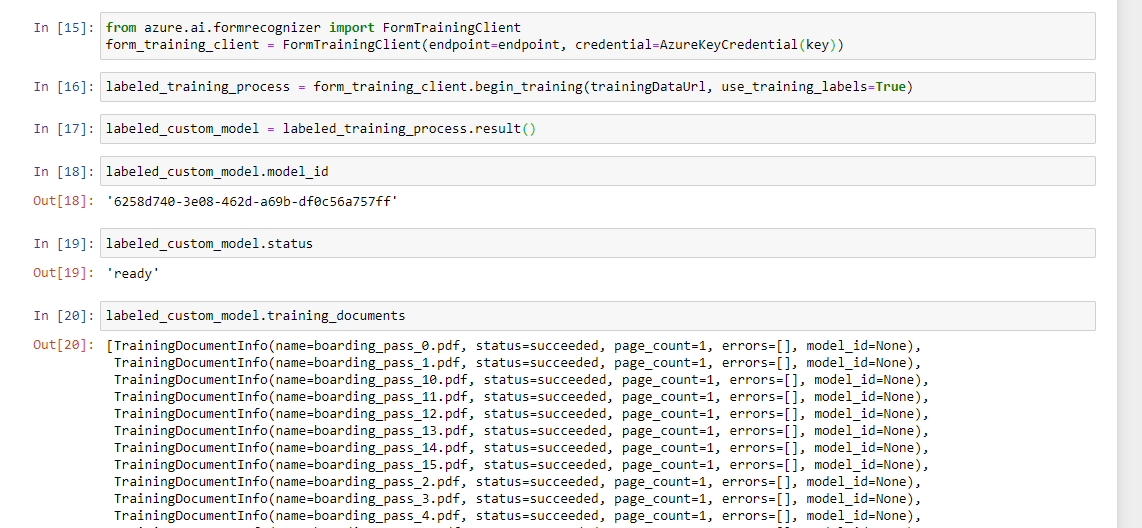 In [15]: from azure.ai.formrecognizer import FormTrainingClient
form_training_client = FormTrainingClient(endpoint=endpoint, credential=AzureKeyCredential(key))
In [16]: labeled_training_process = form_training_client.begin_training(trainingDataUrl, use_training_labels=True)
In [17]: labeled_custom_model = labeled_training_process.result()
In [18]: labeled_custom_model.model_id
Out[18]: '6258d740-3e08-462d-a69b-df0c56a757ff'
In [19]: labeled_custom_model.status
Out[19]: 'ready'
In [20]: labeled_custom_model.training_documents
Out[20]: [TrainingDocumentInfo(name=boarding_pass_0.pdf, status=succeeded, page_count=1, errors=[], model_id=None),
TrainingDocumentInfo(name=boarding_pass_1.pdf, status=succeeded, page_count=1, errors=[], model_id=None),
TrainingDocumentInfo(name=boarding_pass_10.pdf, status=succeeded, page_count=1, errors=[], model_id=None),
TrainingDocumentInfo(name=boarding_pass_11.pdf, status=succeeded, page_count=1, errors=[], model_id=None),
TrainingDocumentInfo(name=boarding_pass_12.pdf, status=succeeded, page_count=1, errors=[], model_id=None),
TrainingDocumentInfo(name=boarding_pass_13.pdf, status=succeeded, page_count=1, errors=[], model_id=None),
TrainingDocumentInfo(name=boarding_pass_14.pdf, status=succeeded, page_count=1, errors=[], model_id=None),
TrainingDocumentInfo(name=boarding_pass_15.pdf, status=succeeded, page_count=1, errors=[], model_id=None),
TrainingDocumentInfo(name=boarding_pass_2.pdf, status=succeeded, page_count=1, errors=[], model_id=None),
TrainingDocumentInfo(name=boarding_pass_3.pdf, status=succeeded, page_count=1, errors=[], model_id=None),
TrainingDocumentInfo(name=boarding_pass_4.pdf, status=succeeded, page_count=1, errors=[], model_id=None),